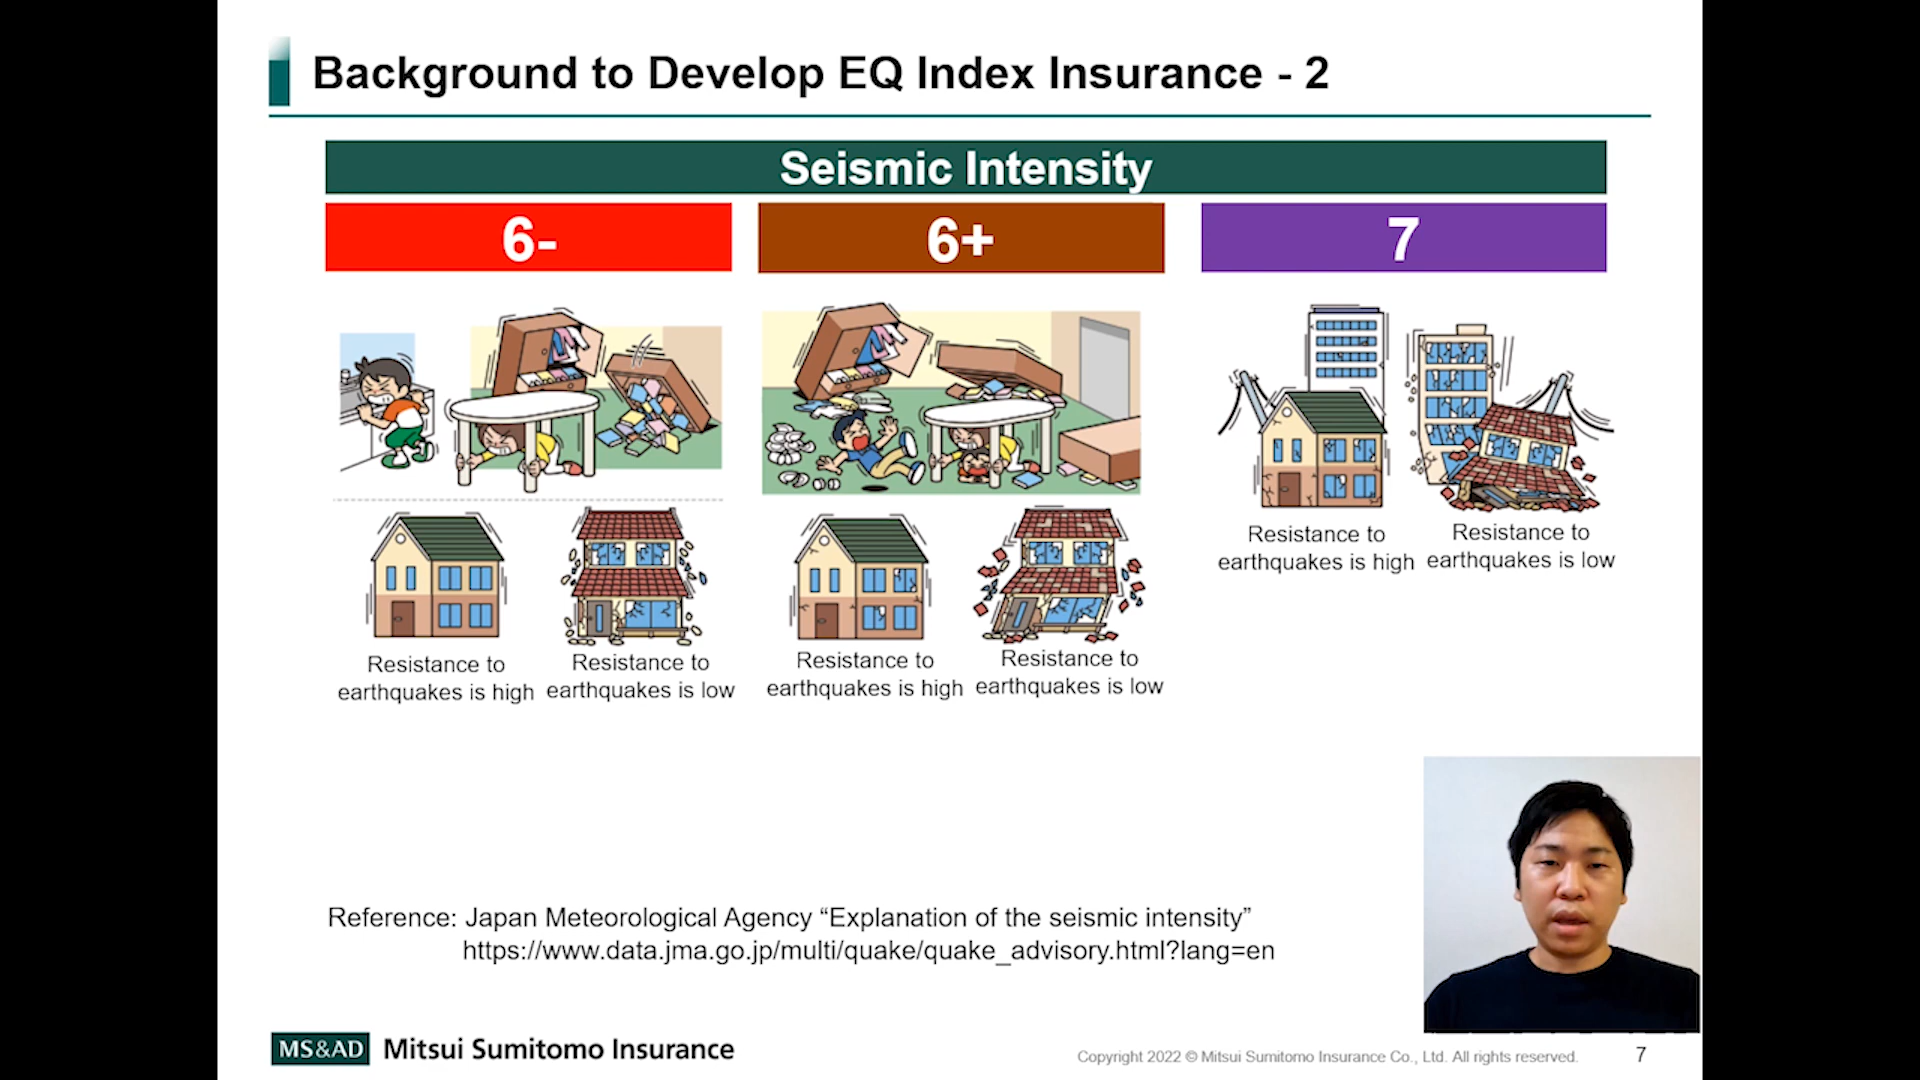 Background to Develop EQ Index Insurance - 2
Seismic Intensity
6-
6+
7
Resistance to
earthquakes is high
Resistance to
earthquakes is low
Resistance to
earthquakes is high
Resistance to
earthquakes is low
Resistance to
earthquakes is high
Resistance to
earthquakes is low
Reference: Japan Meteorological Agency “Explanation of the seismic intensity”
https://www.data.jma.go.jp/multi/quake/quake_advisory.html?lang=en
MS&AD Mitsui Sumitomo Insurance
Copyright 2022 © Mitsui Sumitomo Insurance Co., Ltd. All rights reserved.
7